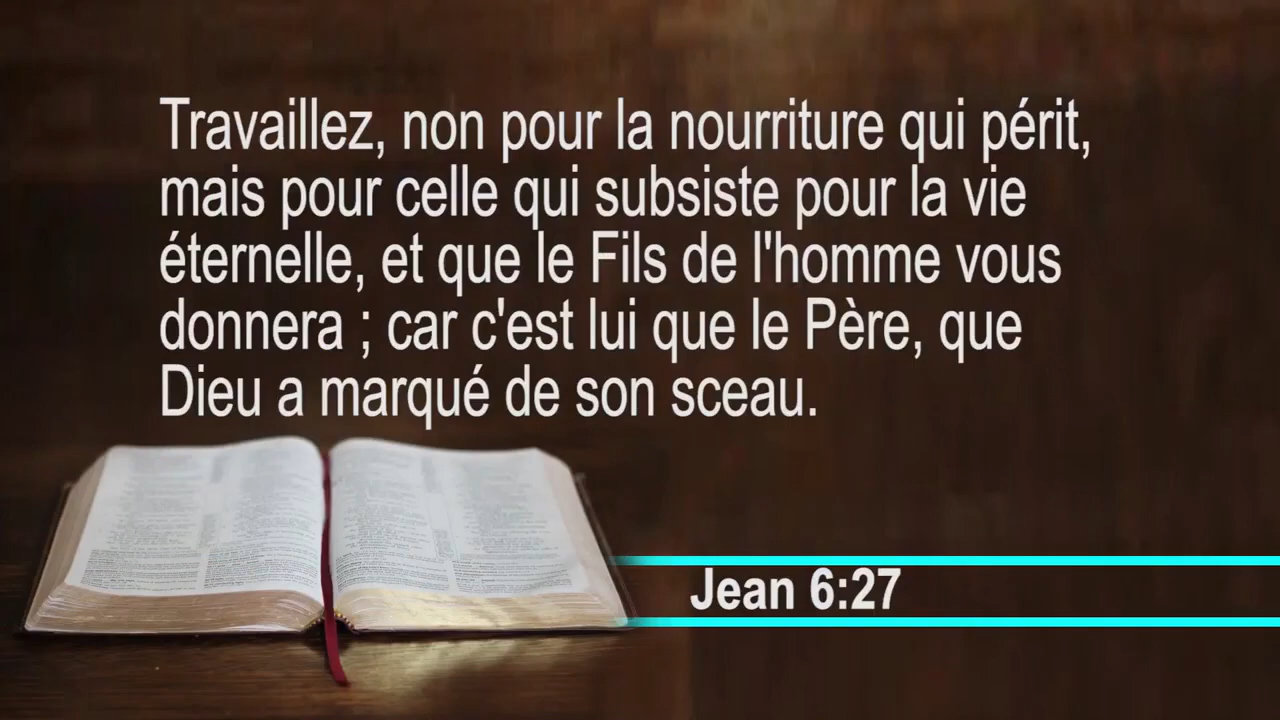 Travaillez, non pour la nourriture qui périt,
mais pour celle qui subsiste pour la vie
éternelle, et que le Fils de l'homme vous
donnera ; car c'est lui que le Père, que
Dieu a marqué de son sceau.
Jean 6:27